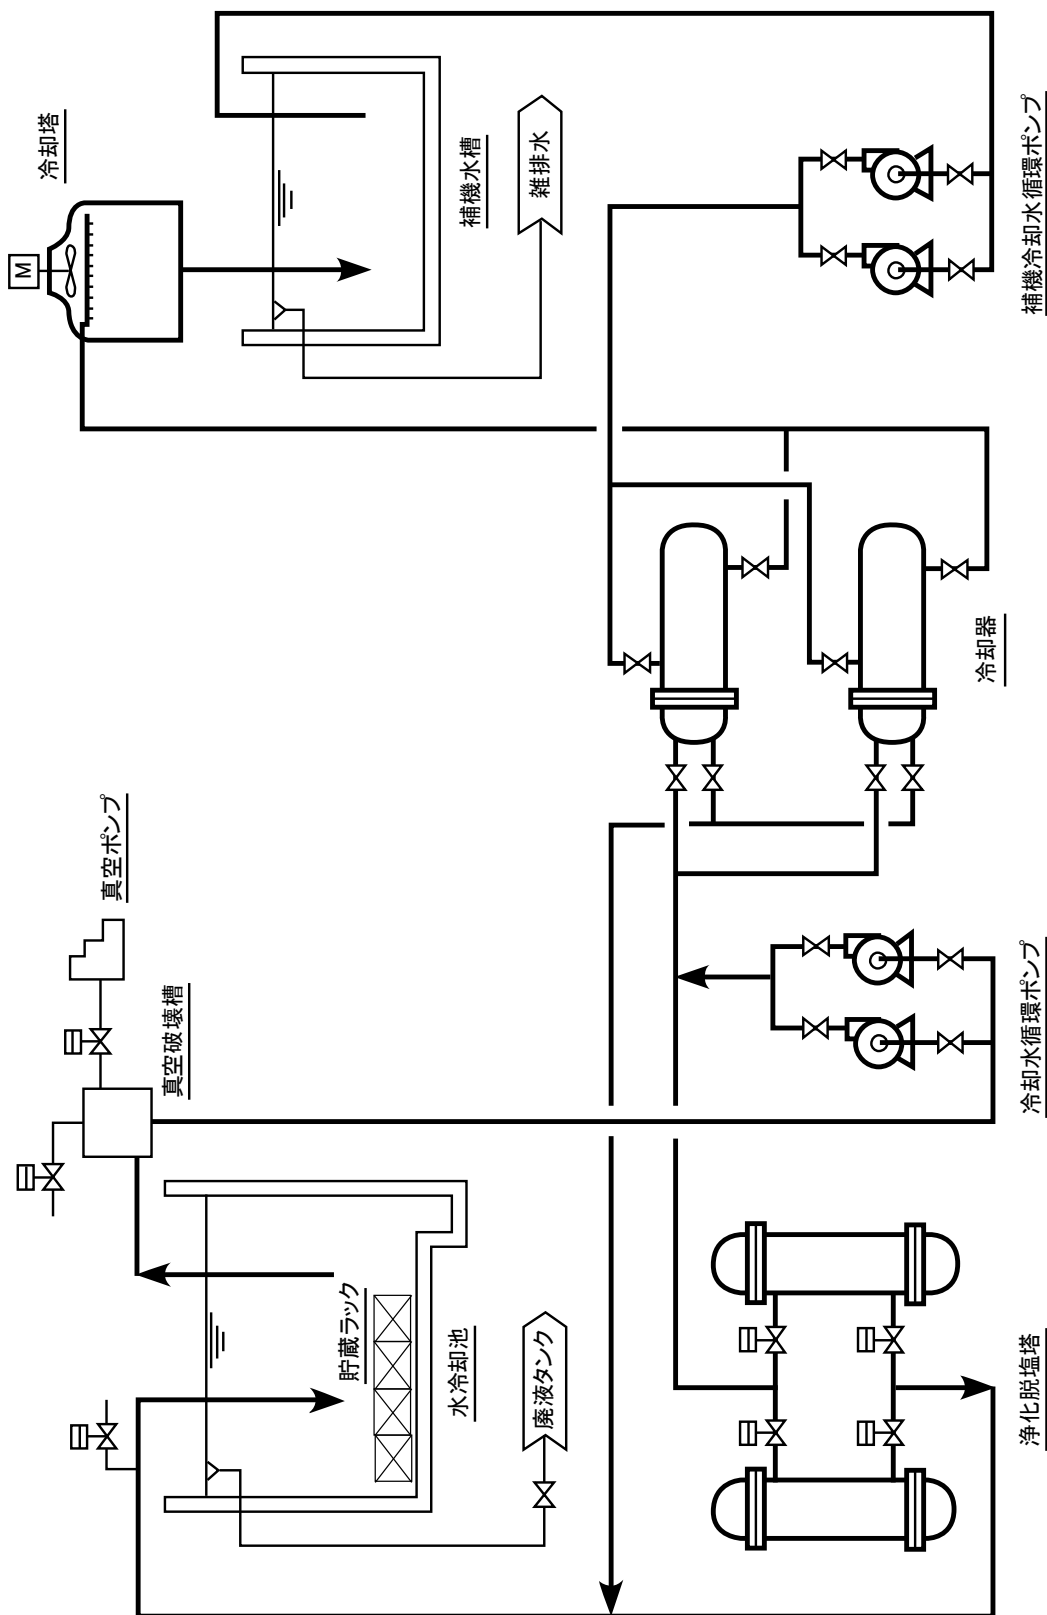 冷却塔
M
補機水槽
雑排水
補機冷却水循環ポンプ
冷却器
真空ポンプ
真空破壊槽
冷却水循環ポンプ
貯蔵ラック
水冷却池
廃液タンク
浄化脱塩塔